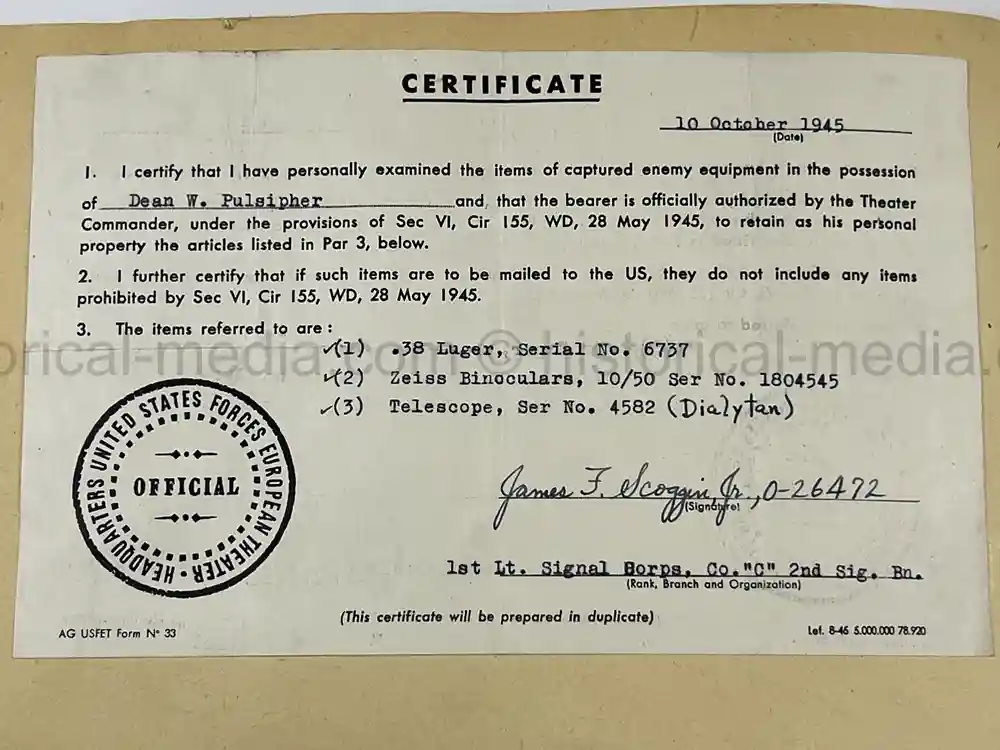 CERTIFICATE
10 October 1945
(Date)
1. I certify that I have personally examined the items of captured enemy equipment in the possession
of Dean W. Pulsipher and, that the bearer is officially authorized by the Theater
Commander, under the provisions of Sec VI, Cir 155, WD, 28 May 1945, to retain as his personal
property the articles listed in Par 3, below.
2. I further certify that if such items are to be mailed to the US, they do not include any items
prohibited by Sec VI, Cir 155, WD, 28 May 1945.
3. The items referred to are :
✓(1) .38 Luger, Serial No. 6737
orical-media.com © historical-media.c
✓(2) Zeiss Binoculars, 10/50 Ser No. 1804545
✓(3) Telescope, Ser No. 4582 (Dialytan)
HEADQUARTERS UNITED STATES FORCES EUROPEAN THEATER
OFFICIAL
James F. Scoggin, Jr., O-26472
(Signature)
1st Lt. Signal Borps, Co."C" 2nd Sig. Bn.
(Rank, Branch and Organization)
(This certificate will be prepared in duplicate)
AG USFET Form N° 33
Lef. 8-45 5.000.000 78.920